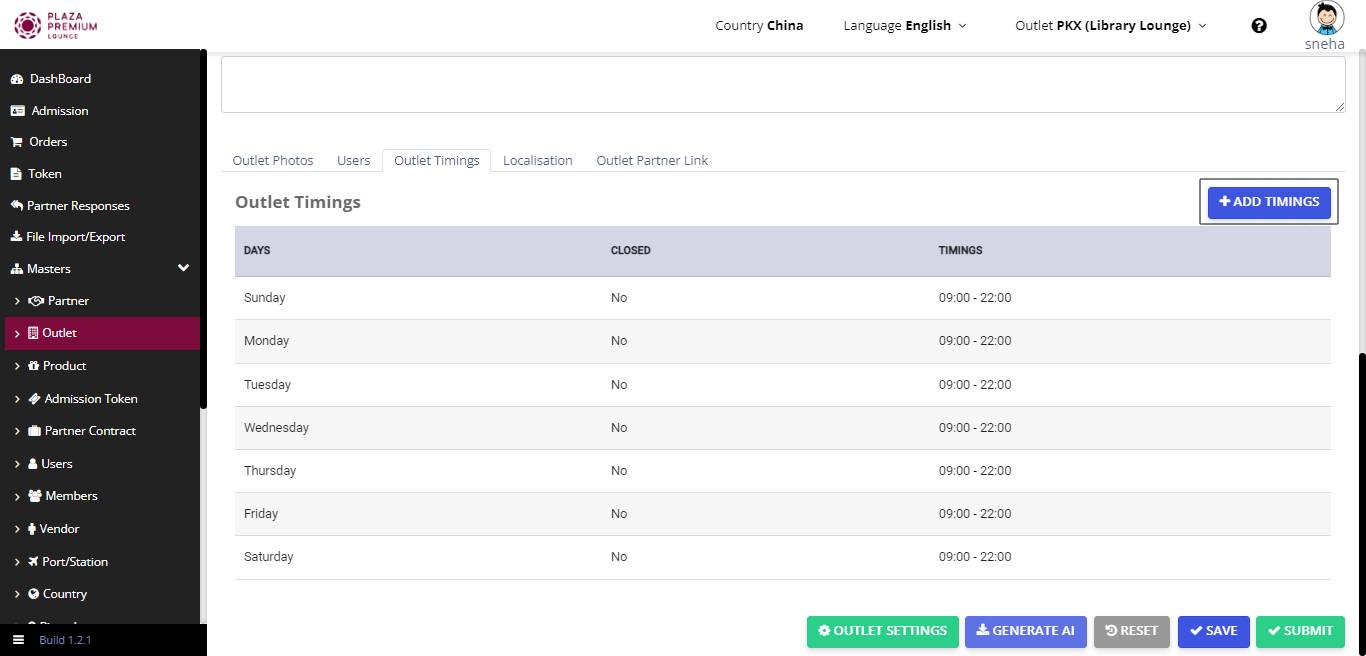 PLAZA
PREMIUM
LOUNGE
Country China
Language English
Outlet PKX (Library Lounge)
sneha
DashBoard
Admission
Orders
Token
Partner Responses
File Import/Export
Masters
Partner
Outlet
Product
Admission Token
Partner Contract
Users
Members
Vendor
Port/Station
Country
Build 1.2.1
Outlet Photos
Users
Outlet Timings
Localisation
Outlet Partner Link
Outlet Timings
ADD TIMINGS
DAYS CLOSED TIMINGS
Sunday No 09:00 - 22:00
Monday No 09:00 - 22:00
Tuesday No 09:00 - 22:00
Wednesday No 09:00 - 22:00
Thursday No 09:00 - 22:00
Friday No 09:00 - 22:00
Saturday No 09:00 - 22:00
OUTLET SETTINGS
GENERATE AI
RESET
SAVE
SUBMIT